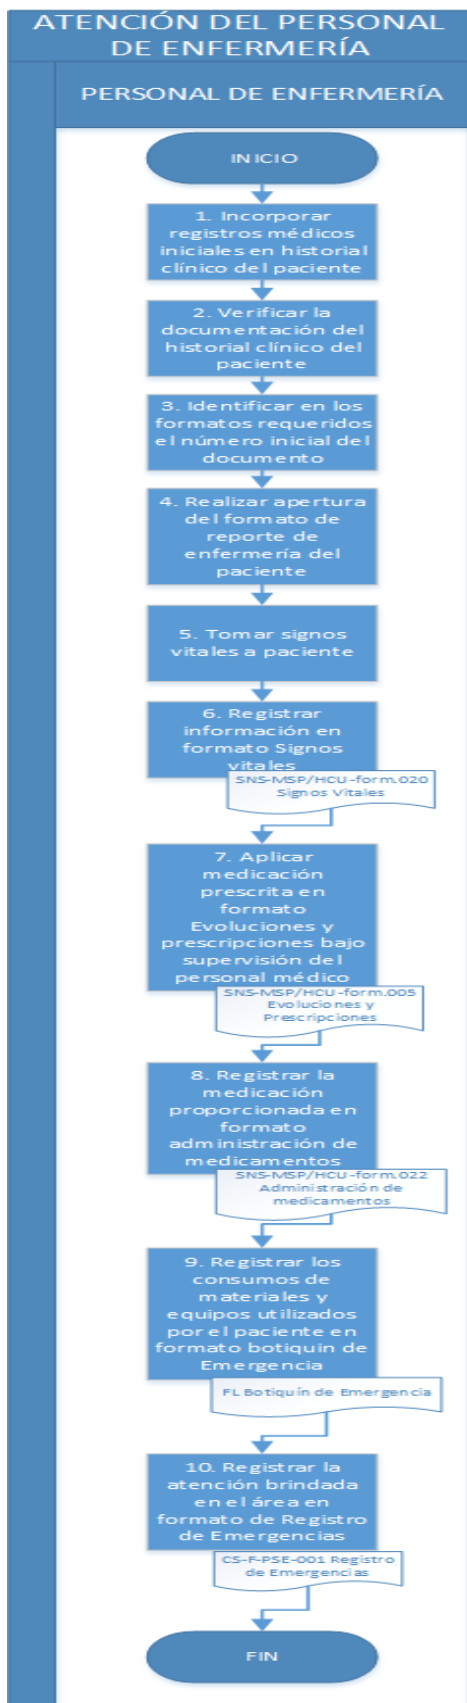 ATENCIÓN DEL PERSONAL
DE ENFERMERÍA
PERSONAL DE ENFERMERÍA
INICIO
1. Incorporar
registros médicos
iniciales en historial
clínico del paciente
2. Verificar la
documentación del
historial clínico del
paciente
3. Identificar en los
formatos requeridos
el número inicial del
documento
4. Realizar apertura
del formato de
reporte de
enfermería del
paciente
5. Tomar signos
vitales a paciente
6. Registrar
información en
formato Signos
vitales
SNS-MSP/HCU-form.020
Signos Vitales
7. Aplicar
medicación
prescrita en
formato
Evoluciones y
prescripciones bajo
supervisión del
personal médico
SNS-MSP/HCU-form.005
Evoluciones y
Prescripciones
8. Registrar la
medicación
proporcionada en
formato
administración de
medicamentos
SNS-MSP/HCU-form.022
Administración de
medicamentos
9. Registrar los
consumos de
materiales y
equipos utilizados
por el paciente en
formato botiquin de
Emergencia
FL Botiquín de Emergencia
10. Registrar la
atención brindada
en el área en
formato de Registro
de Emergencias
CS-F-PSE-001 Registro
de Emergencias
FIN